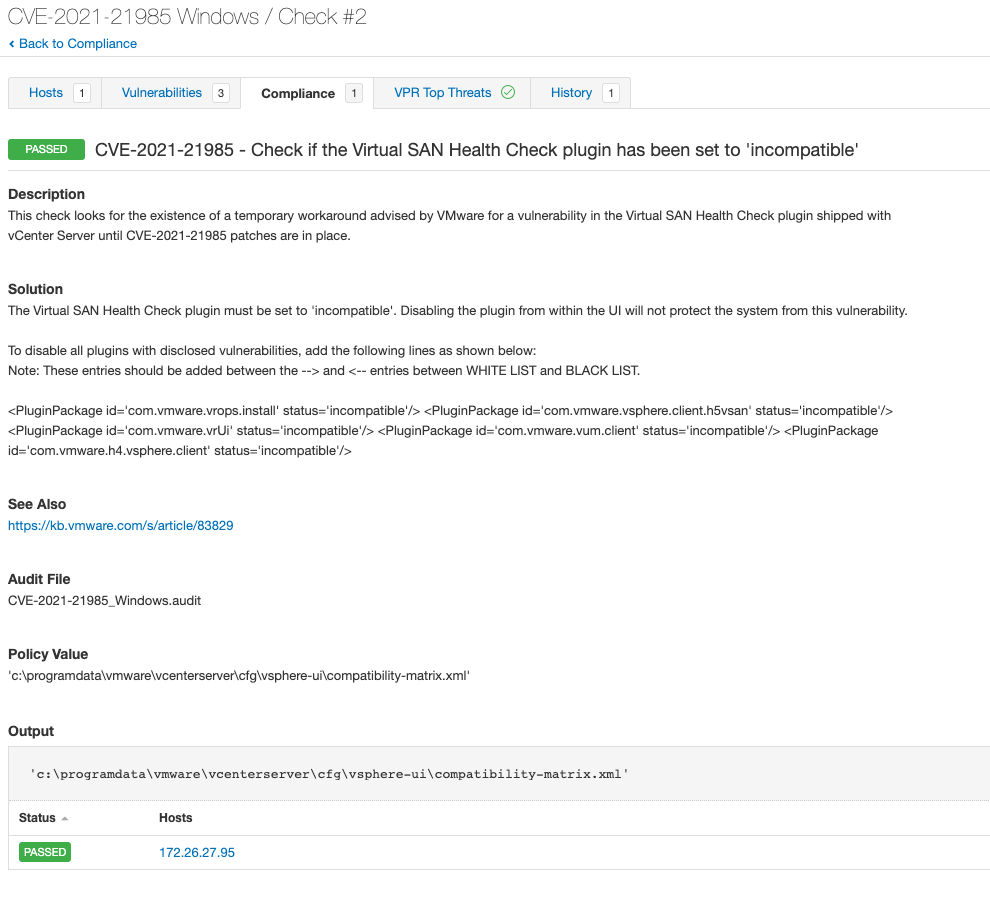 CVE-2021-21985 Windows / Check #2
‹ Back to Compliance
Hosts 1 Vulnerabilities 3 Compliance 1 VPR Top Threats History 1
PASSED CVE-2021-21985 - Check if the Virtual SAN Health Check plugin has been set to 'incompatible'
Description
This check looks for the existence of a temporary workaround advised by VMware for a vulnerability in the Virtual SAN Health Check plugin shipped with
vCenter Server until CVE-2021-21985 patches are in place.
Solution
The Virtual SAN Health Check plugin must be set to 'incompatible'. Disabling the plugin from within the UI will not protect the system from this vulnerability.
To disable all plugins with disclosed vulnerabilities, add the following lines as shown below:
Note: These entries should be added between the --> and <-- entries between WHITE LIST and BLACK LIST.
<PluginPackage id='com.vmware.vrops.install' status='incompatible'/> <PluginPackage id='com.vmware.vsphere.client.h5vsan' status='incompatible'/>
<PluginPackage id='com.vmware.vrUi' status='incompatible'/> <PluginPackage id='com.vmware.vum.client' status='incompatible'/> <PluginPackage
id='com.vmware.h4.vsphere.client' status='incompatible'/>
See Also
https://kb.vmware.com/s/article/83829
Audit File
CVE-2021-21985_Windows.audit
Policy Value
'c:\programdata\vmware\vcenterserver\cfg\vsphere-ui\compatibility-matrix.xml'
Output
'c:\programdata\vmware\vcenterserver\cfg\vsphere-ui\compatibility-matrix.xml'
Status Hosts
PASSED 172.26.27.95